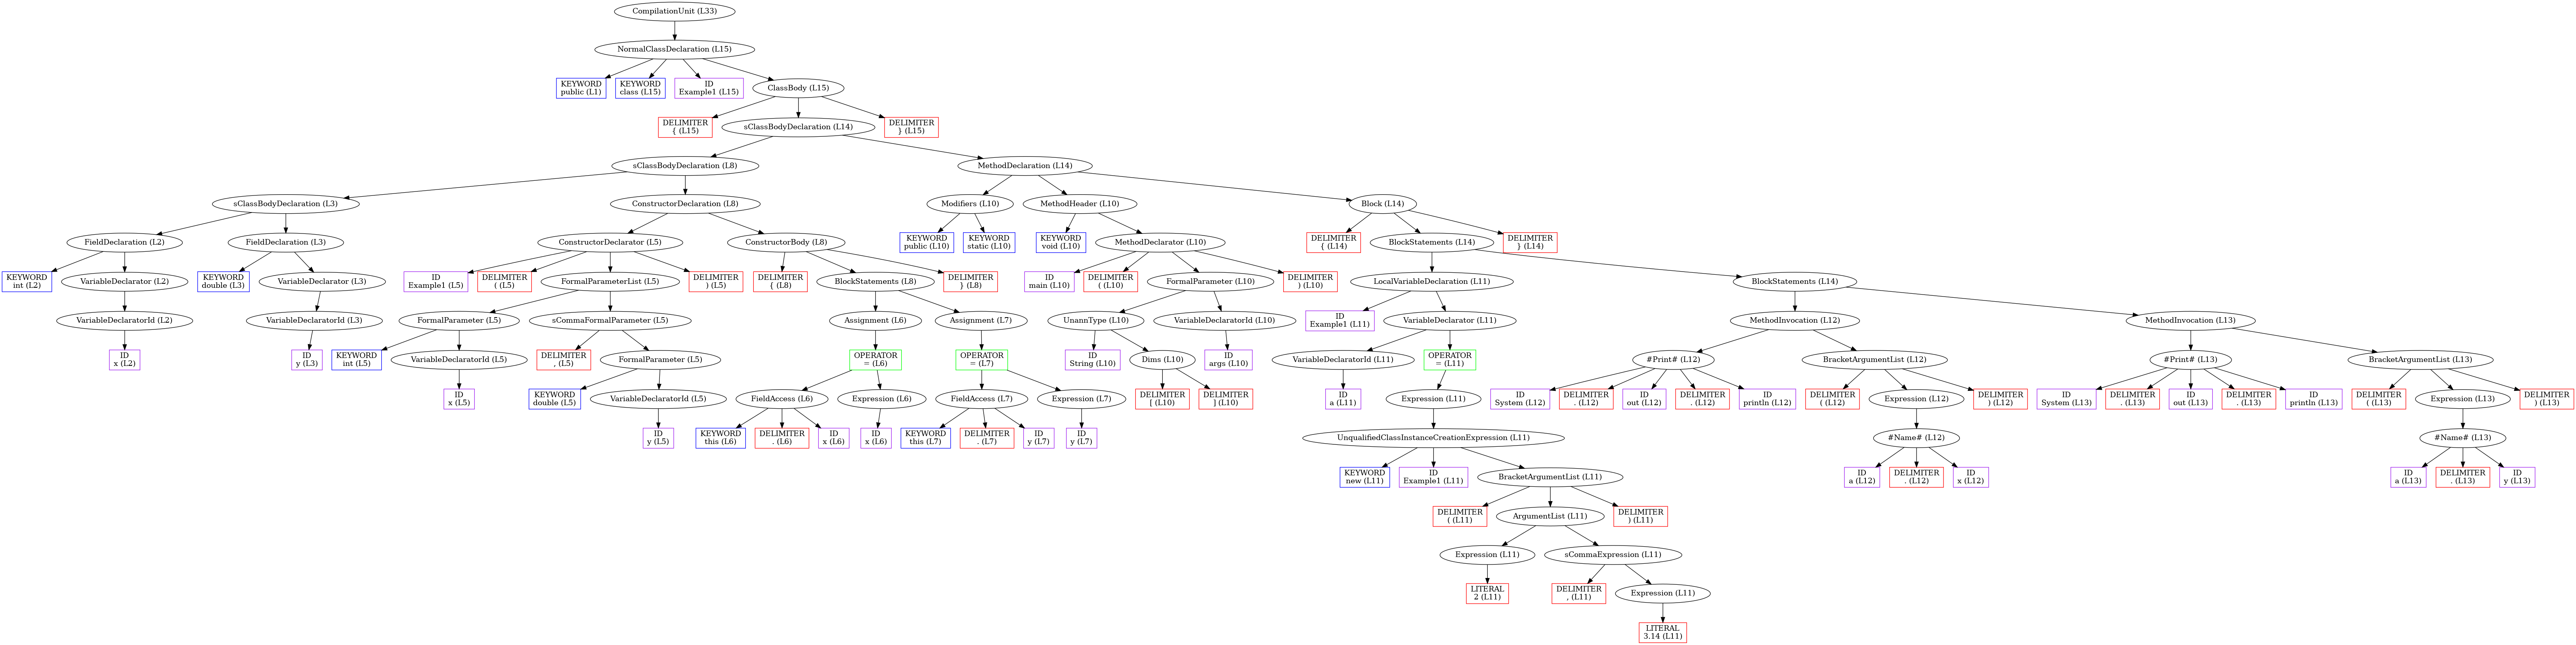 CompilationUnit (L33)
NormalClassDeclaration (L15)
KEYWORD
public (L1)
KEYWORD
class (L15)
ID
Example1 (L15)
ClassBody (L15)
DELIMITER
{ (L15)
sClassBodyDeclaration (L14)
DELIMITER
} (L15)
sClassBodyDeclaration (L8)
MethodDeclaration (L14)
sClassBodyDeclaration (L3)
ConstructorDeclaration (L8)
Modifiers (L10)
MethodHeader (L10)
Block (L14)
FieldDeclaration (L2)
FieldDeclaration (L3)
ConstructorDeclarator (L5)
ConstructorBody (L8)
KEYWORD
public (L10)
KEYWORD
static (L10)
KEYWORD
void (L10)
MethodDeclarator (L10)
DELIMITER
{ (L14)
BlockStatements (L14)
DELIMITER
} (L14)
KEYWORD
int (L2)
VariableDeclarator (L2)
KEYWORD
double (L3)
VariableDeclarator (L3)
ID
Example1 (L5)
DELIMITER
( (L5)
FormalParameterList (L5)
DELIMITER
) (L5)
DELIMITER
{ (L8)
BlockStatements (L8)
DELIMITER
} (L8)
ID
main (L10)
DELIMITER
( (L10)
FormalParameter (L10)
DELIMITER
) (L10)
LocalVariableDeclaration (L11)
BlockStatements (L14)
VariableDeclaratorId (L2)
VariableDeclaratorId (L3)
FormalParameter (L5)
sCommaFormalParameter (L5)
Assignment (L6)
Assignment (L7)
UnannType (L10)
VariableDeclaratorId (L10)
ID
Example1 (L11)
VariableDeclarator (L11)
MethodInvocation (L12)
MethodInvocation (L13)
ID
x (L2)
ID
y (L3)
KEYWORD
int (L5)
VariableDeclaratorId (L5)
DELIMITER
, (L5)
FormalParameter (L5)
OPERATOR
= (L6)
OPERATOR
= (L7)
ID
String (L10)
Dims (L10)
ID
args (L10)
VariableDeclaratorId (L11)
OPERATOR
= (L11)
#Print# (L12)
BracketArgumentList (L12)
#Print# (L13)
BracketArgumentList (L13)
ID
x (L5)
KEYWORD
double (L5)
VariableDeclaratorId (L5)
FieldAccess (L6)
Expression (L6)
FieldAccess (L7)
Expression (L7)
DELIMITER
[ (L10)
DELIMITER
] (L10)
ID
a (L11)
Expression (L11)
ID
System (L12)
DELIMITER
. (L12)
ID
out (L12)
DELIMITER
. (L12)
ID
println (L12)
DELIMITER
( (L12)
Expression (L12)
DELIMITER
) (L12)
ID
System (L13)
DELIMITER
. (L13)
ID
out (L13)
DELIMITER
. (L13)
ID
println (L13)
DELIMITER
( (L13)
Expression (L13)
DELIMITER
) (L13)
ID
y (L5)
KEYWORD
this (L6)
DELIMITER
. (L6)
ID
x (L6)
ID
x (L6)
KEYWORD
this (L7)
DELIMITER
. (L7)
ID
y (L7)
ID
y (L7)
UnqualifiedClassInstanceCreationExpression (L11)
#Name# (L12)
#Name# (L13)
KEYWORD
new (L11)
ID
Example1 (L11)
BracketArgumentList (L11)
ID
a (L12)
DELIMITER
. (L12)
ID
x (L12)
ID
a (L13)
DELIMITER
. (L13)
ID
y (L13)
DELIMITER
( (L11)
ArgumentList (L11)
DELIMITER
) (L11)
Expression (L11)
sCommaExpression (L11)
LITERAL
2 (L11)
DELIMITER
, (L11)
Expression (L11)
LITERAL
3.14 (L11)